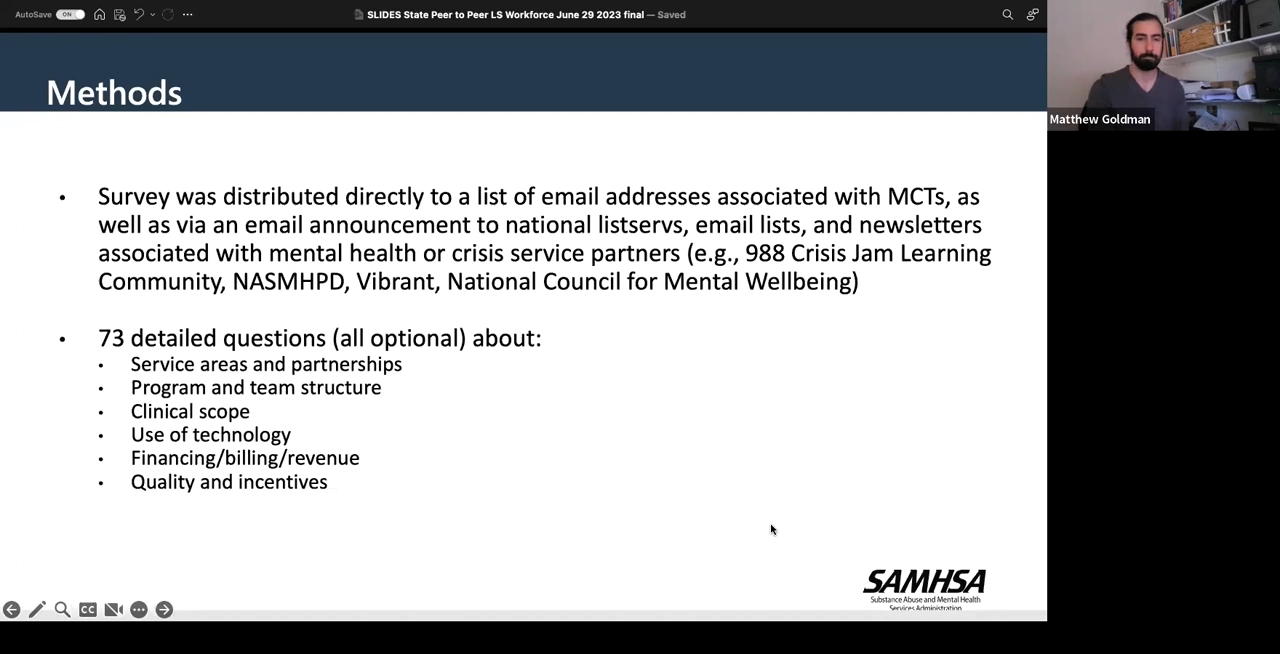 AutoSave ON
SLIDES State Peer to Peer LS Workforce June 29 2023 final — Saved
Methods
Matthew Goldman
• Survey was distributed directly to a list of email addresses associated with MCTs, as
well as via an email announcement to national listservs, email lists, and newsletters
associated with mental health or crisis service partners (e.g., 988 Crisis Jam Learning
Community, NASMHPD, Vibrant, National Council for Mental Wellbeing)
• 73 detailed questions (all optional) about:
• Service areas and partnerships
• Program and team structure
• Clinical scope
• Use of technology
• Financing/billing/revenue
• Quality and incentives
SAMHSA
Substance Abuse and Mental Health
Services Administration
CC